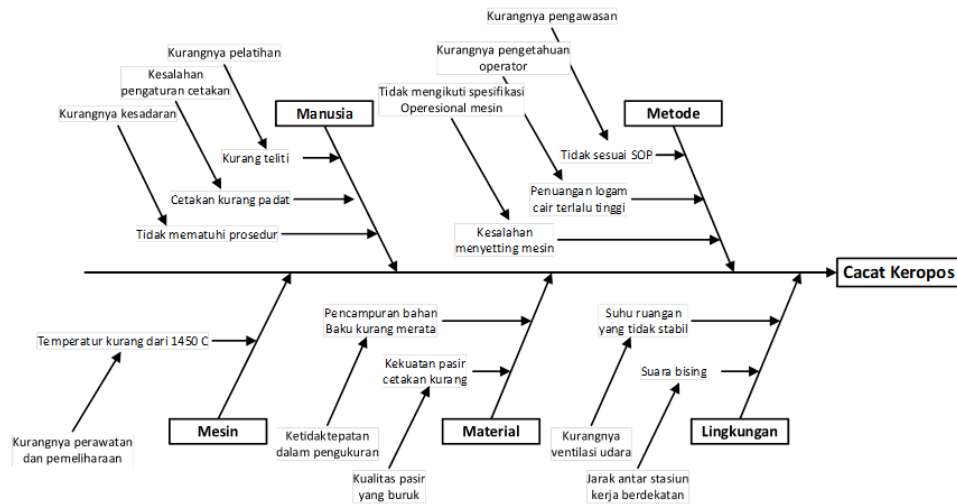 Kurangnya pengawasan
Kurangnya pelatihan
Kurangnya pengetahuan
operator
Kesalahan
pengaturan cetakan
Tidak mengikuti spesifikasi
Operesional mesin
Kurangnya kesadaran
Manusia
Metode
Kurang teliti
Tidak sesuai SOP
Cetakan kurang padat
Penuangan logam
cair terlalu tinggi
Tidak mematuhi prosedur
Kesalahan
menyetting mesin
Cacat Keropos
Pencampuran bahan
Baku kurang merata
Suhu ruangan
yang tidak stabil
Temperatur kurang dari 1450 C
Kekuatan pasir
cetakan kurang
Suara bising
Mesin
Material
Lingkungan
Kurangnya perawatan
dan pemeliharaan
Ketidaktepatan
dalam pengukuran
Kurangnya
ventilasi udara
Kualitas pasir
yang buruk
Jarak antar stasiun
kerja berdekatan